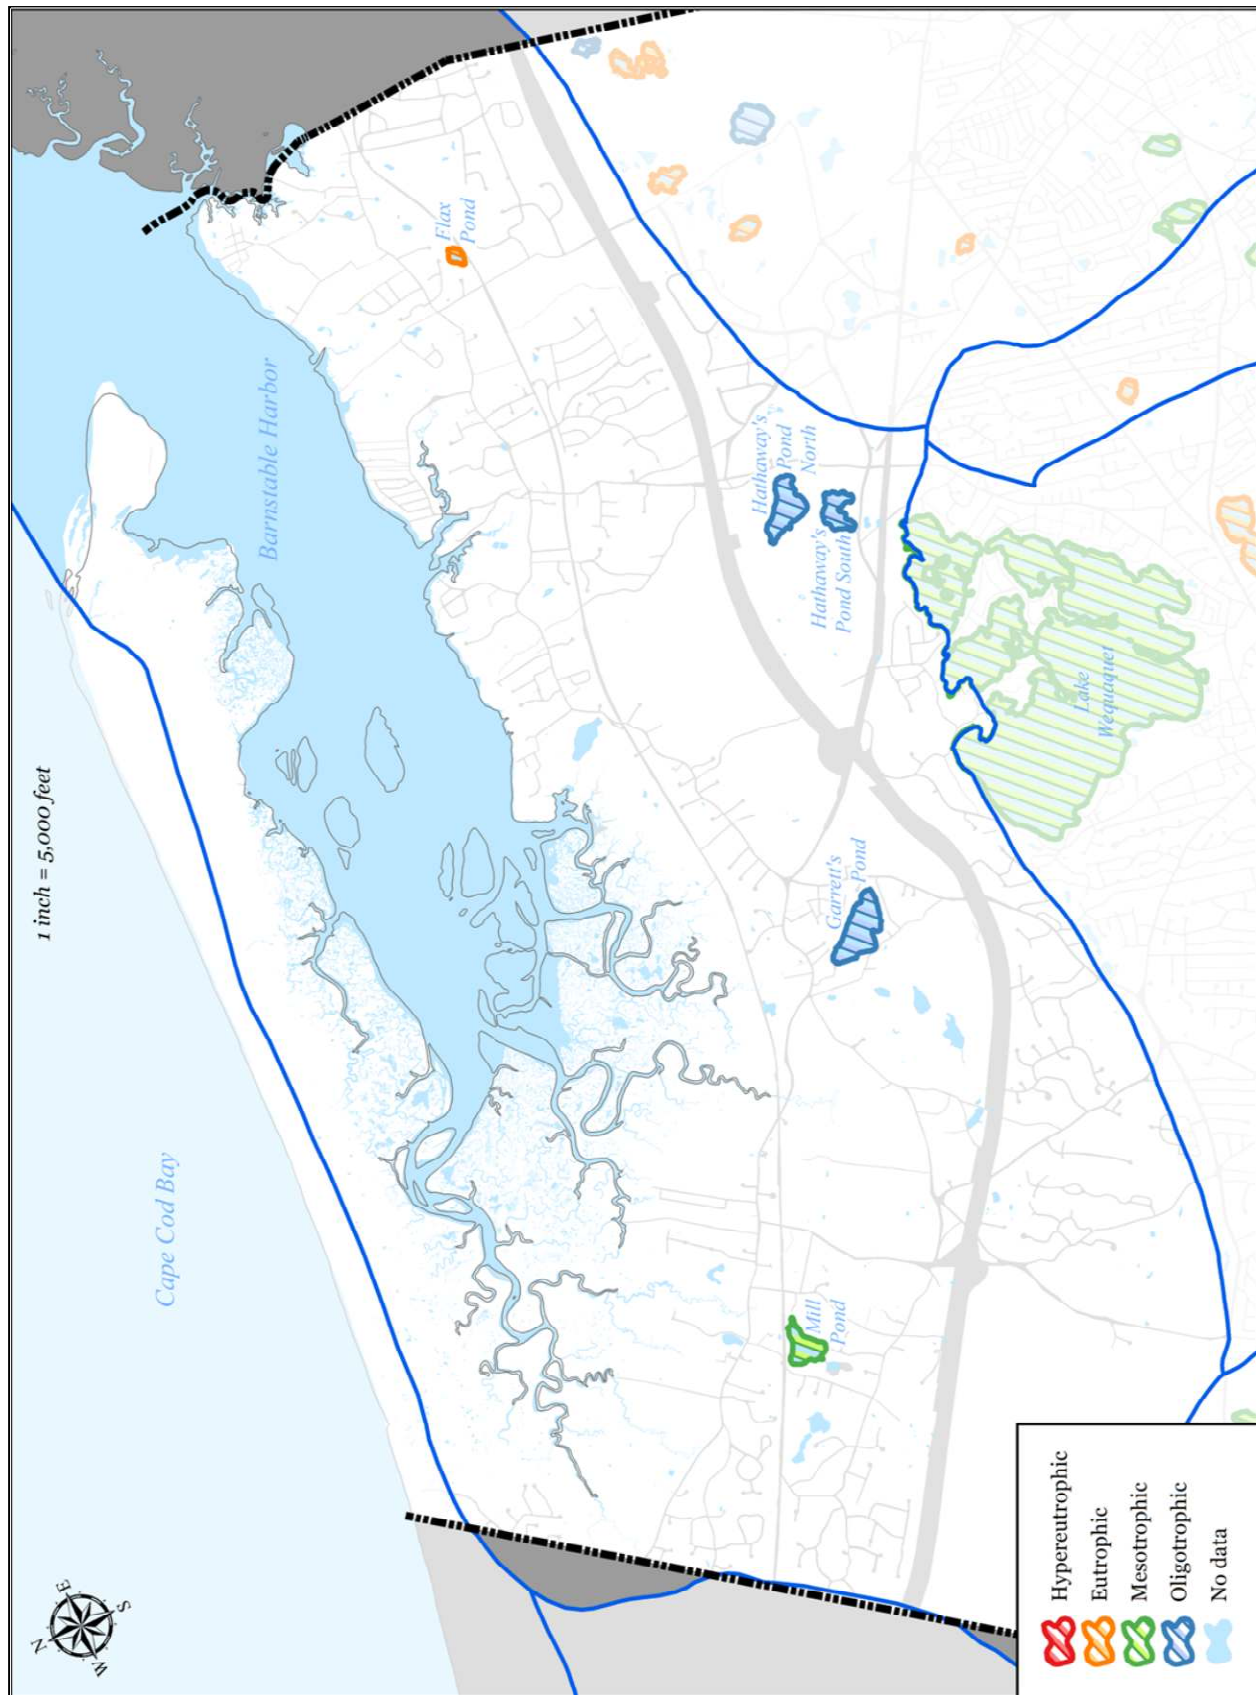 N
E
S
W
1 inch = 5,000 feet
Cape Cod Bay
Barnstable Harbor
Flax
Pond
Hathaway's
Pond
North
Hathaway's
Pond South
Garrett's
Pond
Lake
Wequaquet
Mill
Pond
Hypereutrophic
Eutrophic
Mesotrophic
Oligotrophic
No data